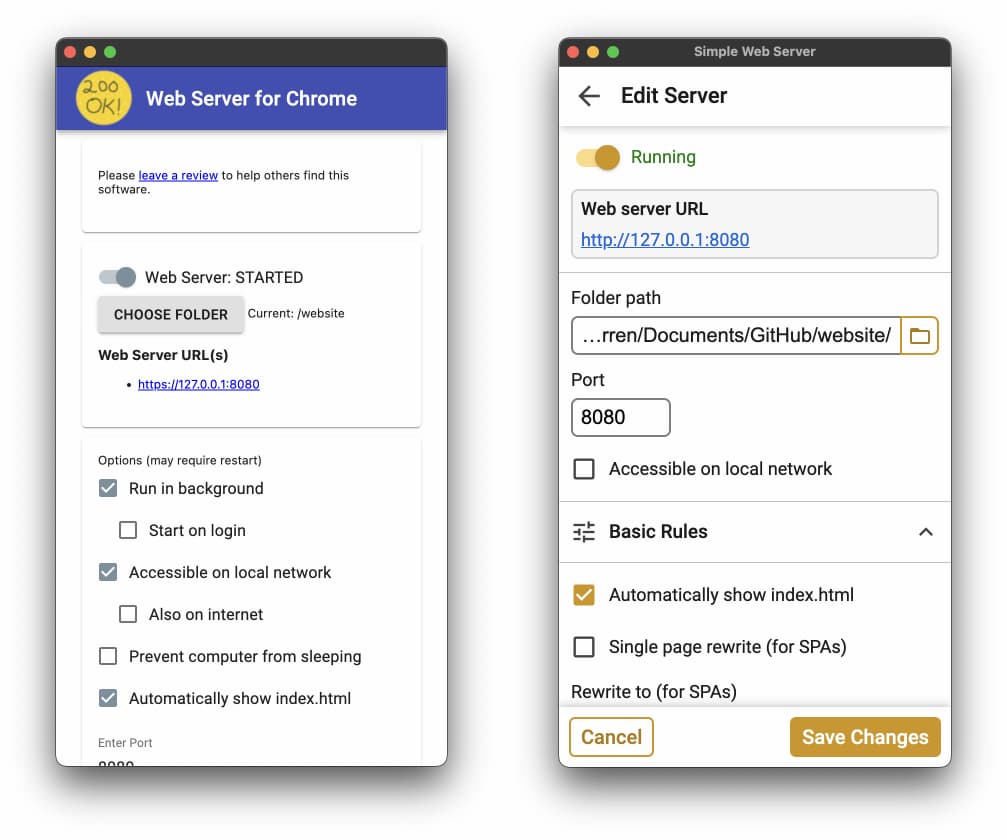 200
OK!
Web Server for Chrome
Please leave a review to help others find this
software.
Web Server: STARTED
CHOOSE FOLDER Current: /website
Web Server URL(s)
• https://127.0.0.1:8080
Options (may require restart)
Run in background
Start on login
Accessible on local network
Also on internet
Prevent computer from sleeping
Automatically show index.html
Enter Port
8080
Simple Web Server
Edit Server
Running
Web server URL
http://127.0.0.1:8080
Folder path
...rren/Documents/GitHub/website/
Port
8080
Accessible on local network
Basic Rules
Automatically show index.html
Single page rewrite (for SPAs)
Rewrite to (for SPAs)
Cancel Save Changes